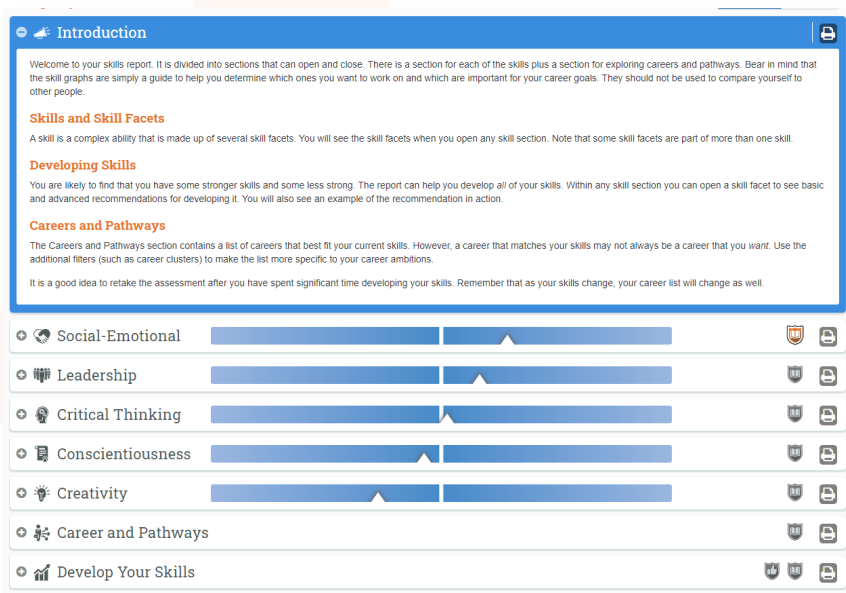 Introduction
Welcome to your skills report. It is divided into sections that can open and close. There is a section for each of the skills plus a section for exploring careers and pathways. Bear in mind that
the skill graphs are simply a guide to help you determine which ones you want to work on and which are important for your career goals. They should not be used to compare yourself to
other people.
Skills and Skill Facets
A skill is a complex ability that is made up of several skill facets. You will see the skill facets when you open any skill section. Note that some skill facets are part of more than one skill.
Developing Skills
You are likely to find that you have some stronger skills and some less strong. The report can help you develop all of your skills. Within any skill section you can open a skill facet to see basic
and advanced recommendations for developing it. You will also see an example of the recommendation in action.
Careers and Pathways
The Careers and Pathways section contains a list of careers that best fit your current skills. However, a career that matches your skills may not always be a career that you want. Use the
additional filters (such as career clusters) to make the list more specific to your career ambitions.
It is a good idea to retake the assessment after you have spent significant time developing your skills. Remember that as your skills change, your career list will change as well.
Social-Emotional
Leadership
Critical Thinking
Conscientiousness
Creativity
Career and Pathways
Develop Your Skills